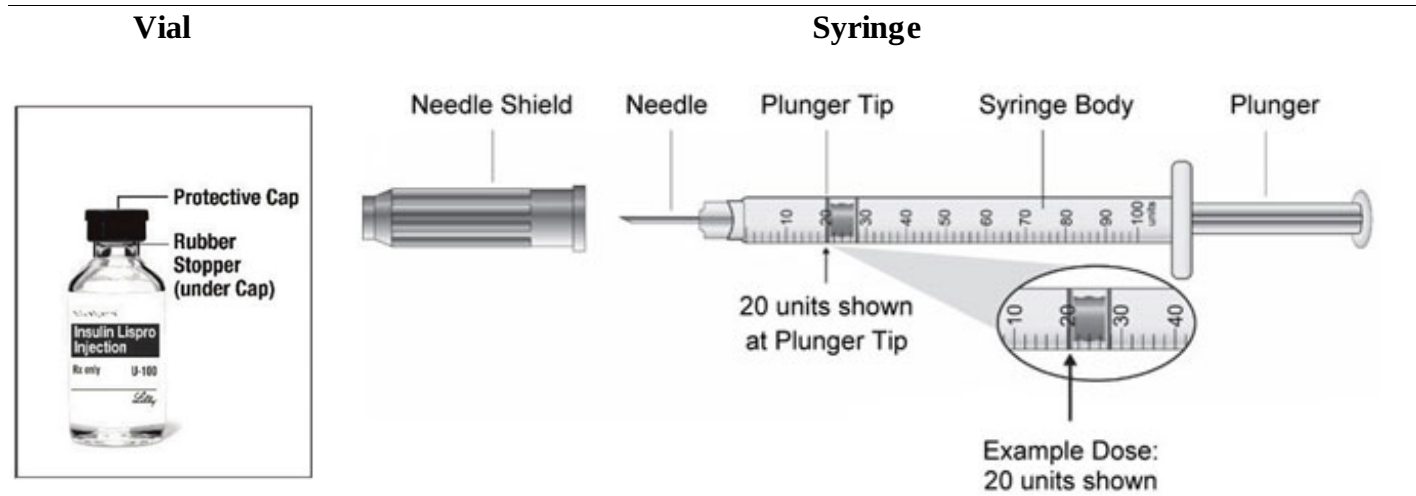 Vial
Syringe
Needle Shield
Needle
Plunger Tip
Syringe Body
Plunger
Protective Cap
Rubber
Stopper
(under Cap)
Insulin Lispro
Injection
Rx only U-100
Lilly
10 20 30 40 50 60 70 80 90 100
units
20 units shown
at Plunger Tip
10 20 30 40
Example Dose:
20 units shown